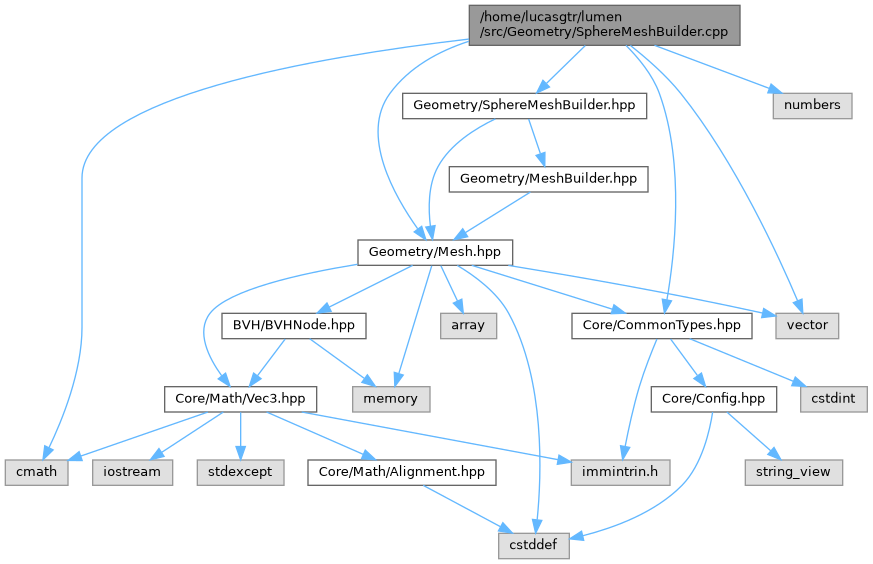 /home/lucasgtr/lumen
/src/Geometry/SphereMeshBuilder.cpp
Geometry/SphereMeshBuilder.hpp
numbers
Geometry/MeshBuilder.hpp
Geometry/Mesh.hpp
BVH/BVHNode.hpp
array
Core/CommonTypes.hpp
vector
Core/Math/Vec3.hpp
memory
Core/Config.hpp
cstdint
cmath
iostream
stdexcept
Core/Math/Alignment.hpp
immintrin.h
string_view
cstddef